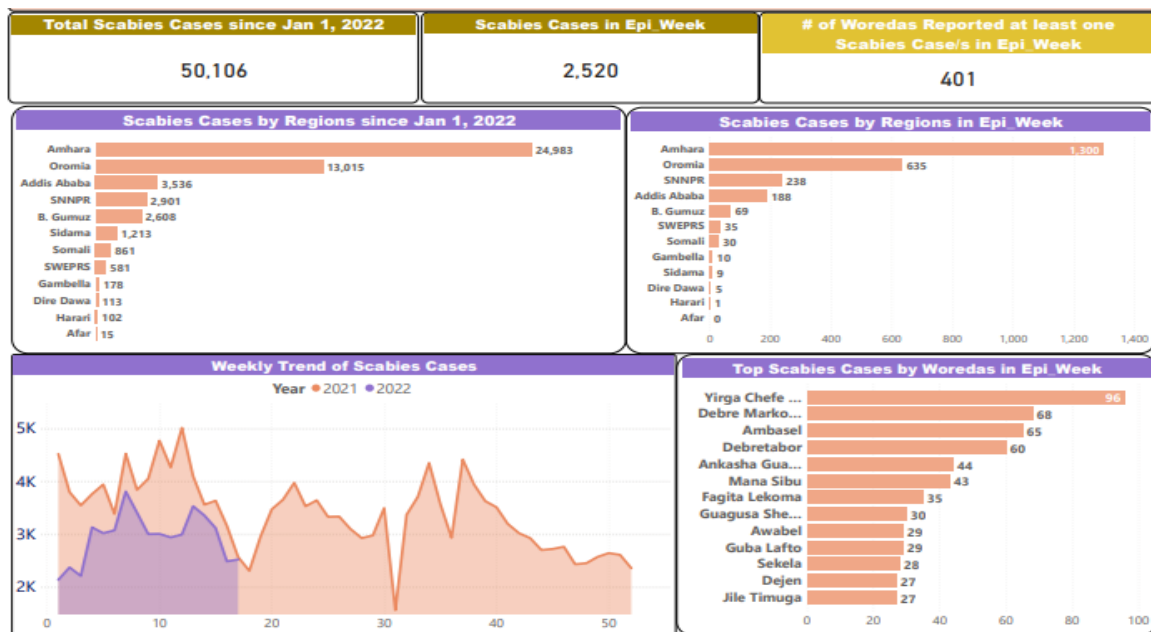 Total Scabies Cases since Jan 1, 2022
50,106
Scabies Cases in Epi_Week
2,520
# of Woredas Reported at least one
Scabies Case/s in Epi_Week
401
Scabies Cases by Regions since Jan 1, 2022
Amhara 24,983
Oromia 13,015
Addis Ababa 3,536
SNNPR 2,901
B. Gumuz 2,608
Sidama 1,213
Somali 861
SWEPRS 581
Gambella 178
Dire Dawa 113
Harari 102
Afar 15
Scabies Cases by Regions in Epi_Week
Amhara 1,300
Oromia 635
SNNPR 238
Addis Ababa 188
B. Gumuz 69
SWEPRS 35
Somali 30
Gambella 10
Sidama 9
Dire Dawa 5
Harari 1
Afar 0
0 200 400 600 800 1,000 1,200 1,400
Weekly Trend of Scabies Cases
Year 2021 2022
5K
4K
3K
2K
0 10 20 30 40 50
Top Scabies Cases by Woredas in Epi_Week
Yirga Chefe ... 96
Debre Marko... 68
Ambasel 65
Debretabor 60
Ankasha Gua... 44
Mana Sibu 43
Fagita Lekoma 35
Guagusa She... 30
Awabel 29
Guba Lafto 29
Sekela 28
Dejen 27
Jile Timuga 27
0 20 40 60 80 100